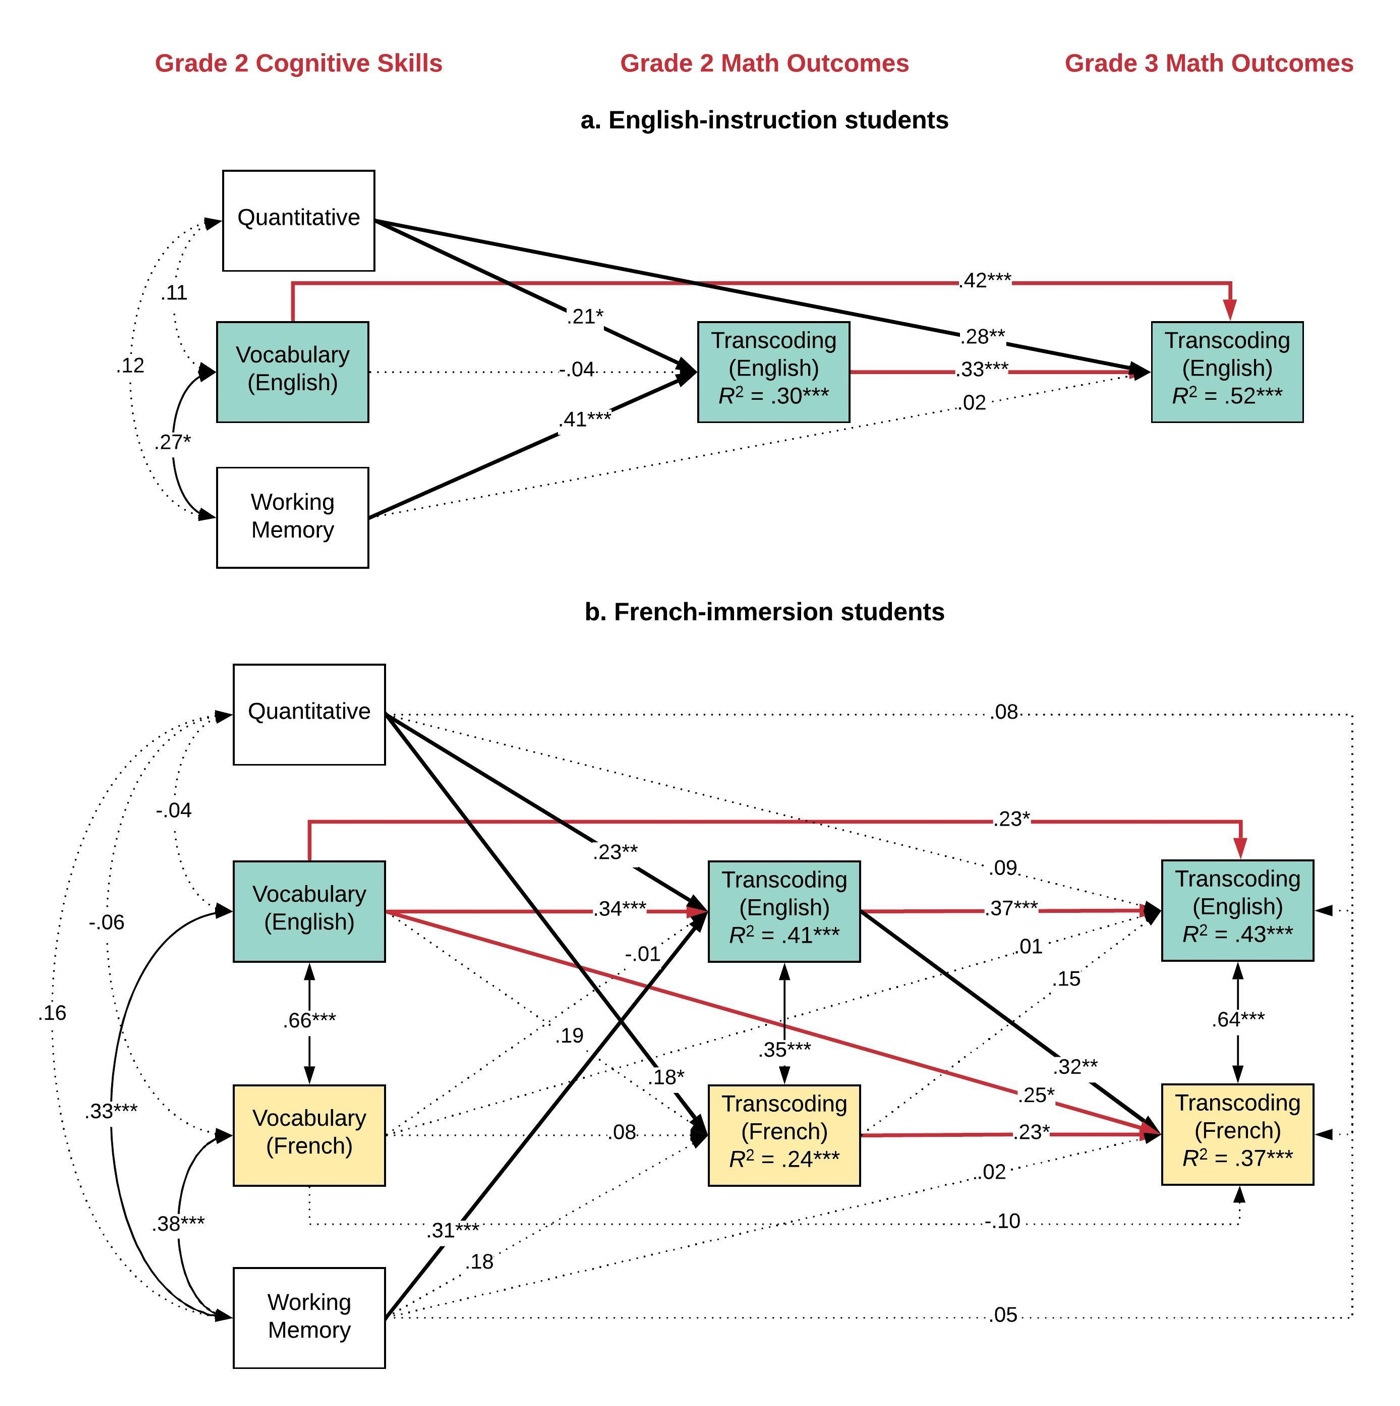 Grade 2 Cognitive Skills
Grade 2 Math Outcomes
Grade 3 Math Outcomes
a. English-instruction students
Quantitative
.42***
.11
.21*
.28**
Vocabulary
(English)
Transcoding
(English)
R² = .30***
Transcoding
(English)
R² = .52***
.12
-.04
.33***
.02
.41***
.27*
Working
Memory
b. French-immersion students
Quantitative
.08
-.04
.23*
.23**
.09
Vocabulary
(English)
Transcoding
(English)
R² = .41***
Transcoding
(English)
R² = .43***
.34***
.37***
-.06
-.01
.01
.15
.16
.66***
.19
.35***
.64***
.18*
.32**
.25*
.33***
Vocabulary
(French)
Transcoding
(French)
R² = .24***
Transcoding
(French)
R² = .37***
.08
.23*
.02
.38***
.31***
-.10
.18
Working
Memory
.05